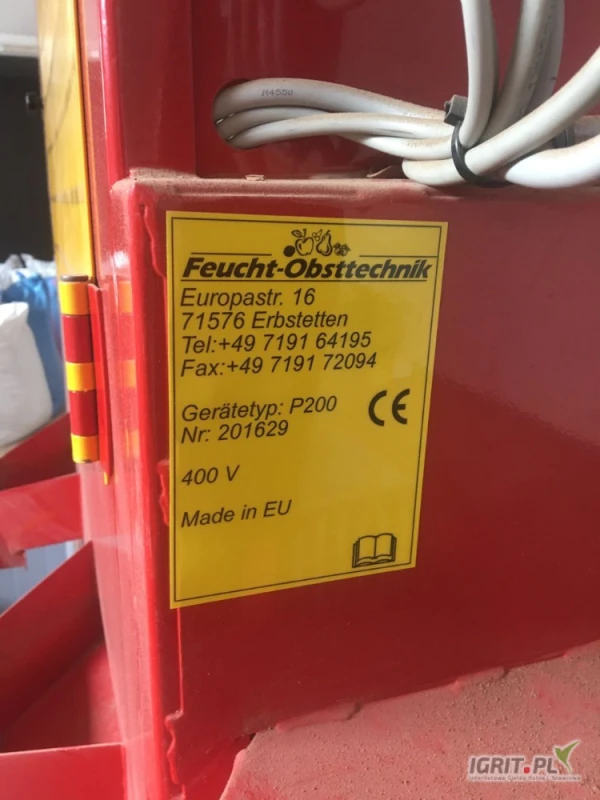 M4550
Feucht-Obsttechnik
Europastr. 16
71576 Erbstetten
Tel:+49 7191 64195
Fax:+49 7191 72094
Gerätetyp: P200
CE
Nr: 201629
400 V
Made in EU
IGRIT.PL